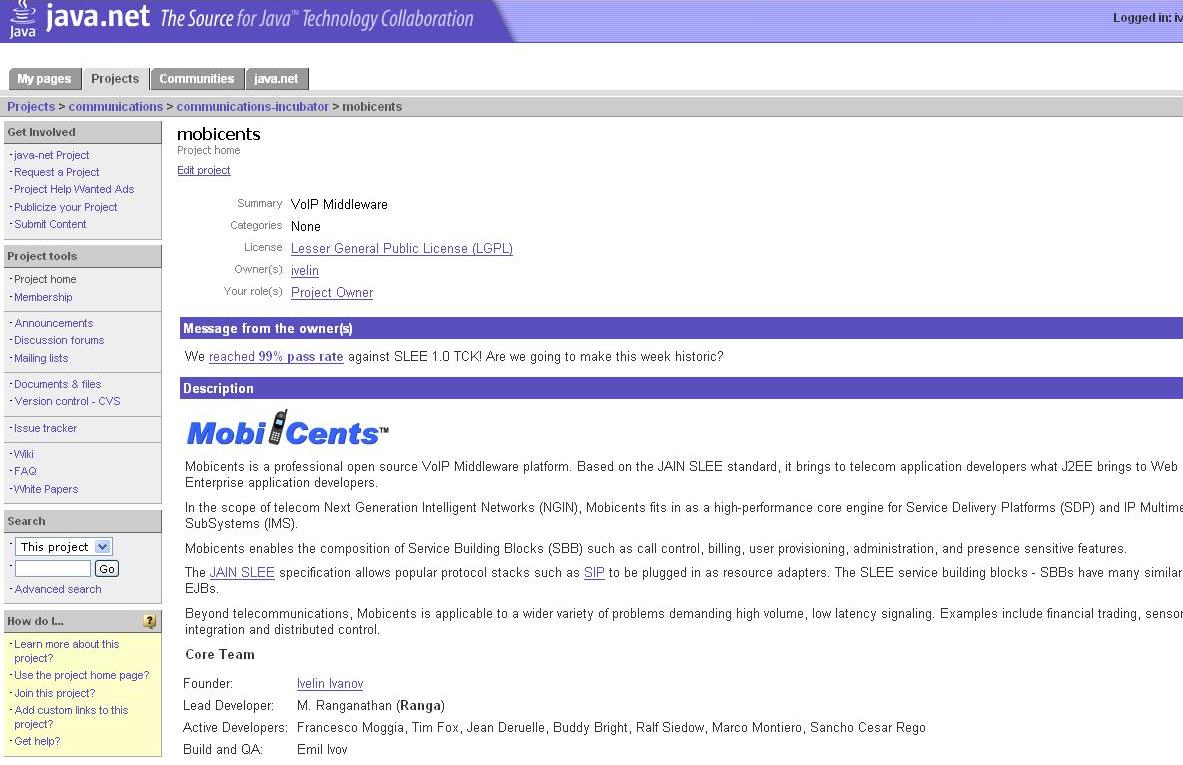 java.net The Source for Java™ Technology Collaboration
Java
Logged in: iv
My pages Projects Communities java.net
Projects > communications > communications-incubator > mobicents
Get Involved
java-net Project
Request a Project
Project Help Wanted Ads
Publicize your Project
Submit Content
Project tools
Project home
Membership
Announcements
Discussion forums
Mailing lists
Documents & files
Version control - CVS
Issue tracker
Wiki
FAQ
White Papers
Search
This project
Go
Advanced search
How do I...
?
Learn more about this
project?
Use the project home page?
Join this project?
Add custom links to this
project?
Get help?
mobicents
Project home
Edit project
Summary VoIP Middleware
Categories None
License Lesser General Public License (LGPL)
Owner(s) ivelin
Your role(s) Project Owner
Message from the owner(s)
We reached 99% pass rate against SLEE 1.0 TCK! Are we going to make this week historic?
Description
MobiCents™
Mobicents is a professional open source VoIP Middleware platform. Based on the JAIN SLEE standard, it brings to telecom application developers what J2EE brings to Web
Enterprise application developers.
In the scope of telecom Next Generation Intelligent Networks (NGIN), Mobicents fits in as a high-performance core engine for Service Delivery Platforms (SDP) and IP Multime
SubSystems (IMS).
Mobicents enables the composition of Service Building Blocks (SBB) such as call control, billing, user provisioning, administration, and presence sensitive features.
The JAIN SLEE specification allows popular protocol stacks such as SIP to be plugged in as resource adapters. The SLEE service building blocks - SBBs have many similar
EJBs.
Beyond telecommunications, Mobicents is applicable to a wider variety of problems demanding high volume, low latency signaling. Examples include financial trading, sensor
integration and distributed control.
Core Team
Founder: Ivelin Ivanov
Lead Developer: M. Ranganathan (Ranga)
Active Developers: Francesco Moggia, Tim Fox, Jean Deruelle, Buddy Bright, Ralf Siedow, Marco Montiero, Sancho Cesar Rego
Build and QA: Emil Ivov